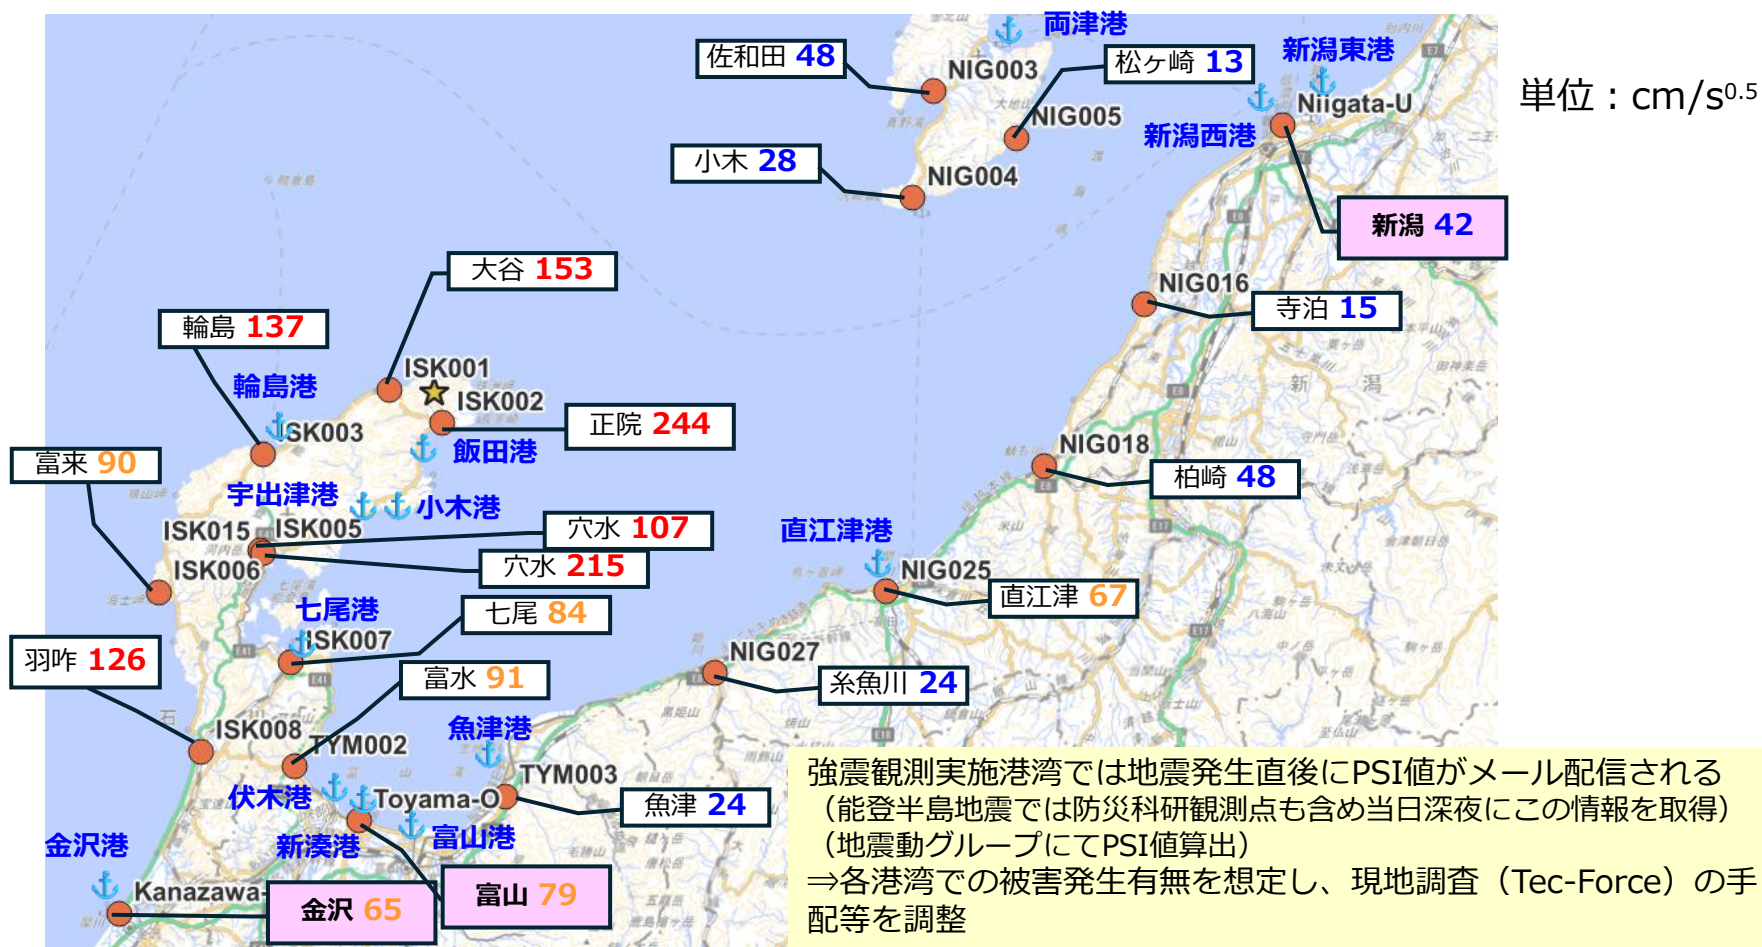 両津港
新潟東港
佐和田 48
NIG003
松ヶ崎 13
単位：cm/s0.5
Niigata-U
NIG005
新潟西港
小木 28
NIG004
新潟 42
大谷 153
NIG016
寺泊 15
輪島 137
ISK001
輪島港
ISK002
ISK003
正院 244
飯田港
NIG018
富来 90
柏崎 48
宇出津港
小木港
ISK015
ISK005
穴水 107
直江津港
ISK006
穴水 215
NIG025
七尾港
七尾 84
直江津 67
ISK007
羽咋 126
NIG027
富水 91
糸魚川 24
ISK008
魚津港
TYM002
TYM003
伏木港
Toyama-O
魚津 24
金沢港
新湊港
富山港
Kanazawa-
金沢 65
富山 79
強震観測実施港湾では地震発生直後にPSI値がメール配信される
（能登半島地震では防災科研観測点も含め当日深夜にこの情報を取得）
（地震動グループにてPSI値算出）
⇒各港湾での被害発生有無を想定し、現地調査（Tec-Force）の手
配等を調整